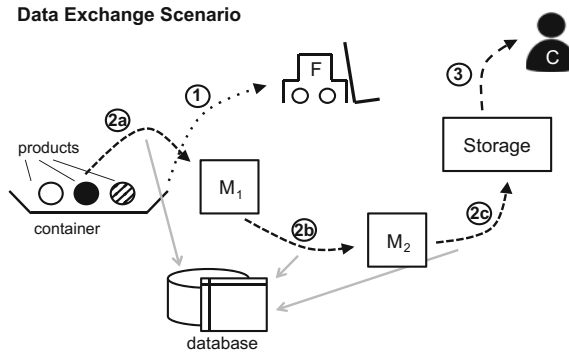 Data Exchange Scenario
C
F
3
1
2a
products
Storage
M1
container
2c
2b
M2
database